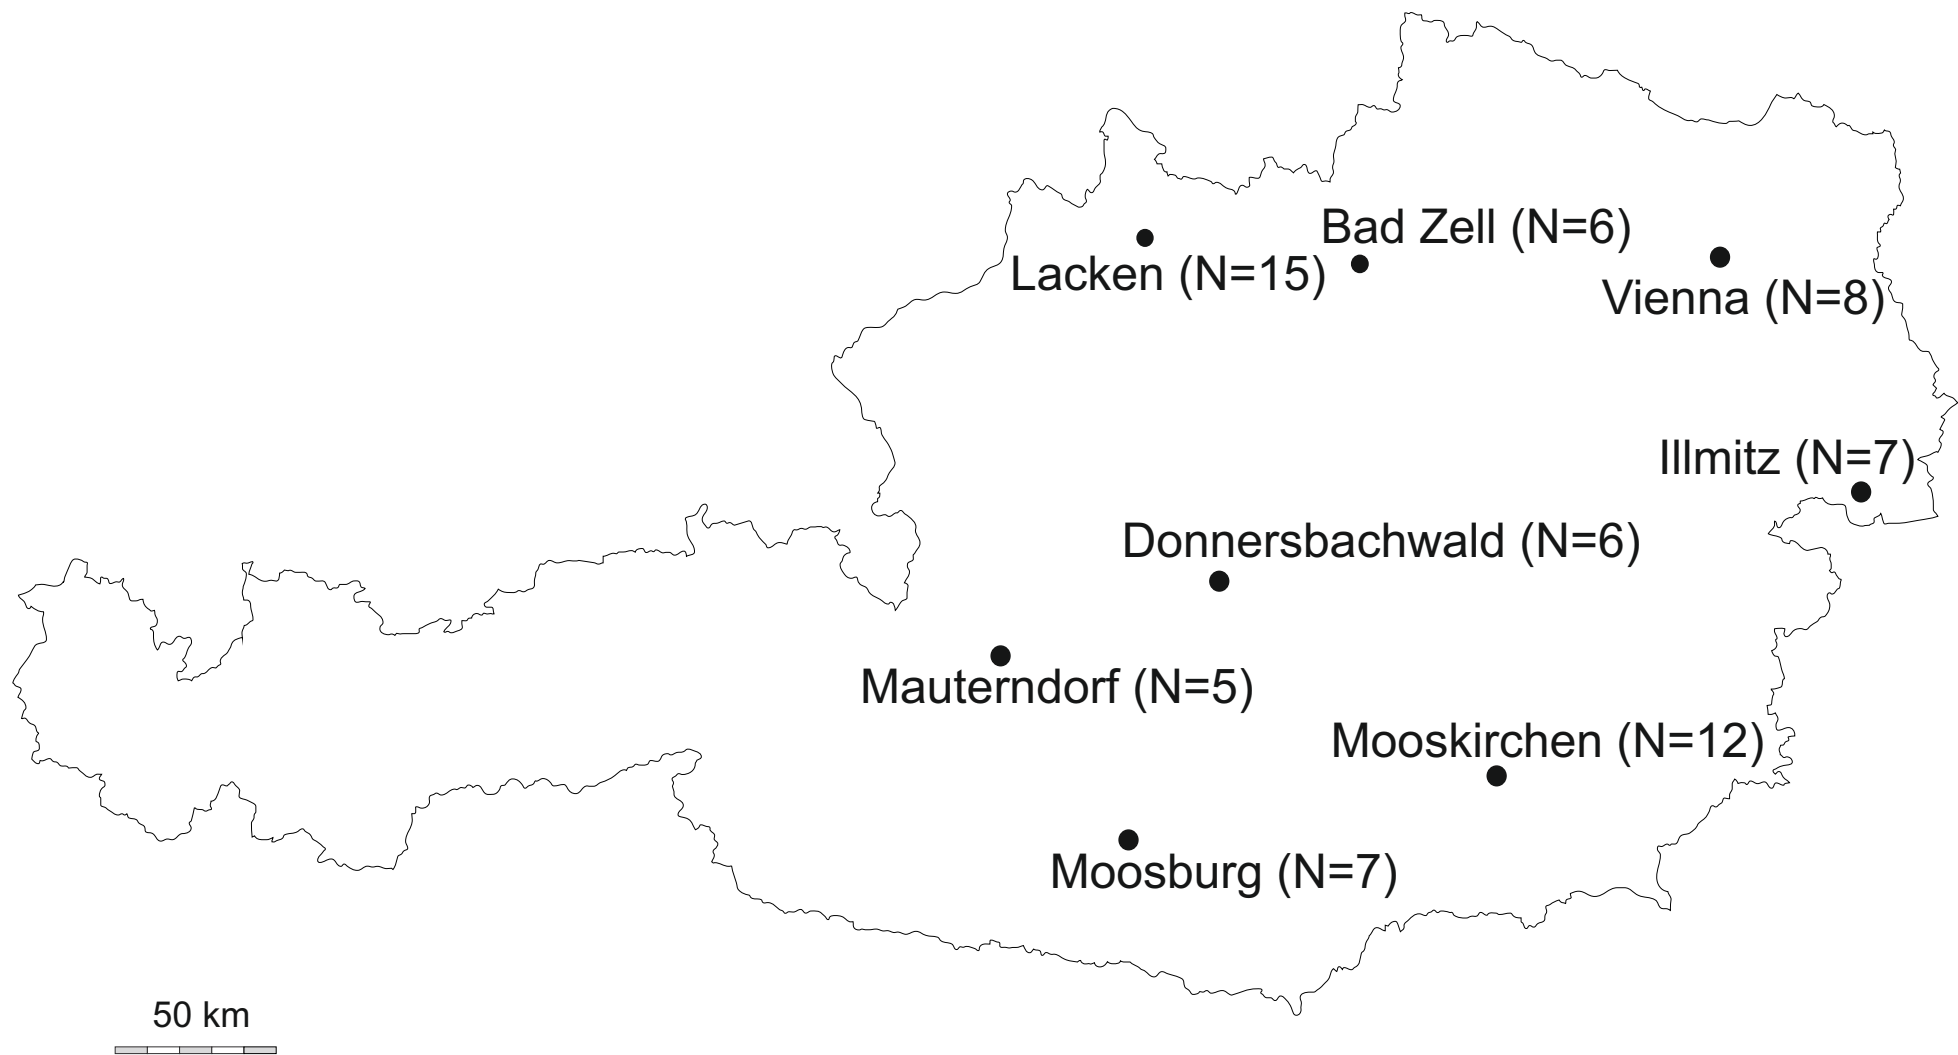 Bad Zell (N=6)
Lacken (N=15)
Vienna (N=8)
Illmitz (N=7)
Donnersbachwald (N=6)
Mauterndorf (N=5)
Mooskirchen (N=12)
Moosburg (N=7)
50 km